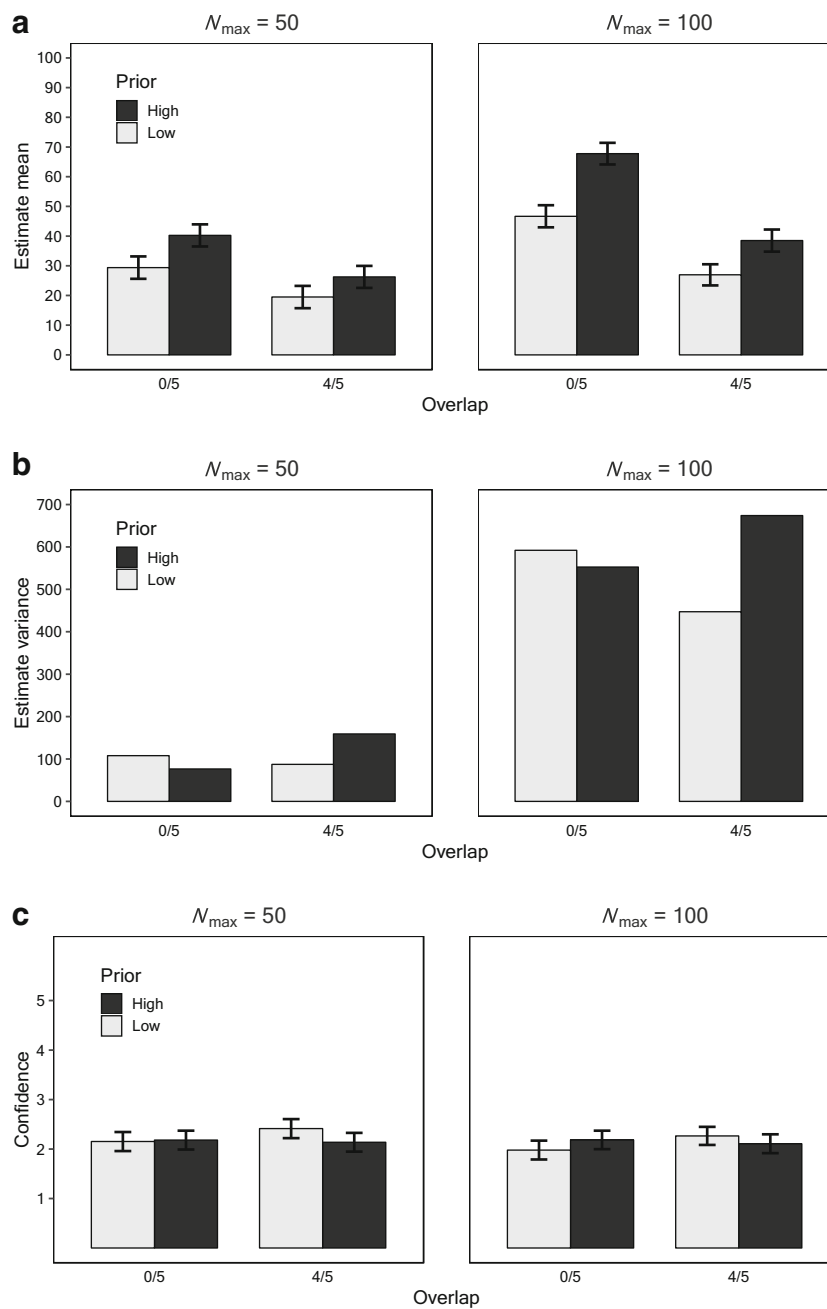 a
N_max = 50
N_max = 100
100
90
80
70
60
50
40
30
20
10
0
Estimate mean
Prior
High
Low
0/5
4/5
0/5
4/5
Overlap
b
N_max = 50
N_max = 100
700
600
500
400
300
200
100
0
Estimate variance
Prior
High
Low
0/5
4/5
0/5
4/5
Overlap
c
N_max = 50
N_max = 100
5
4
3
2
1
Confidence
Prior
High
Low
0/5
4/5
0/5
4/5
Overlap